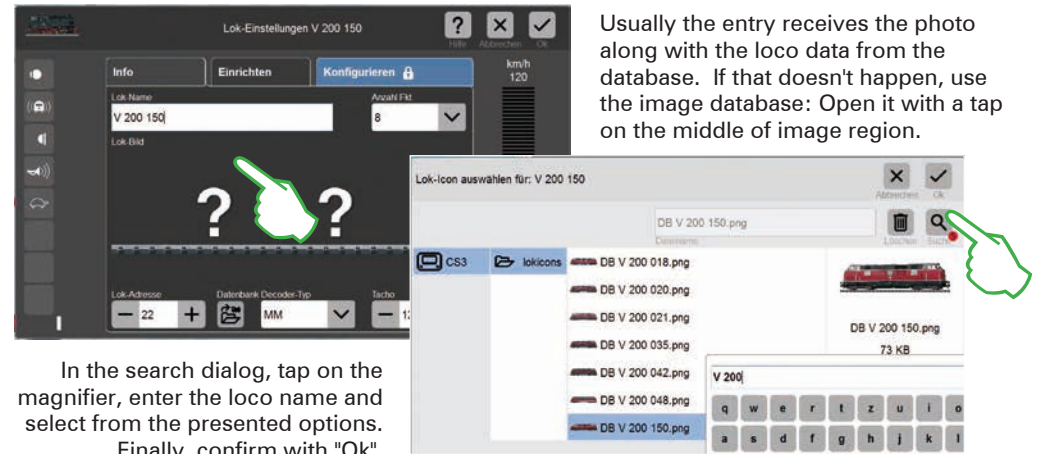 Lok-Einstellungen V 200 150
?
Hilfe
Abbrechen
Ok
Usually the entry receives the photo
along with the loco data from the
database. If that doesn't happen, use
the image database: Open it with a tap
on the middle of image region.
Info
Einrichten
Konfigurieren
km/h
120
Lok-Name
Anzahl Fkt
V 200 150
8
Lok-Bild
? ?
Lok-Adresse
Datenbank
Decoder-Typ
Tacho
22
MM
Lok-Icon auswählen für: V 200 150
Abbrechen
Ok
DB V 200 150.png
Dateiname
Löschen
Suche
CS3
lokicons
DB V 200 018.png
DB V 200 020.png
DB V 200 021.png
DB V 200 035.png
DB V 200 042.png
DB V 200 048.png
DB V 200 150.png
DB V 200 150.png
73 KB
V 200
q w e r t z u i o
a s d f g h j k l
In the search dialog, tap on the
magnifier, enter the loco name and
select from the presented options.
Finally, confirm with "Ok".